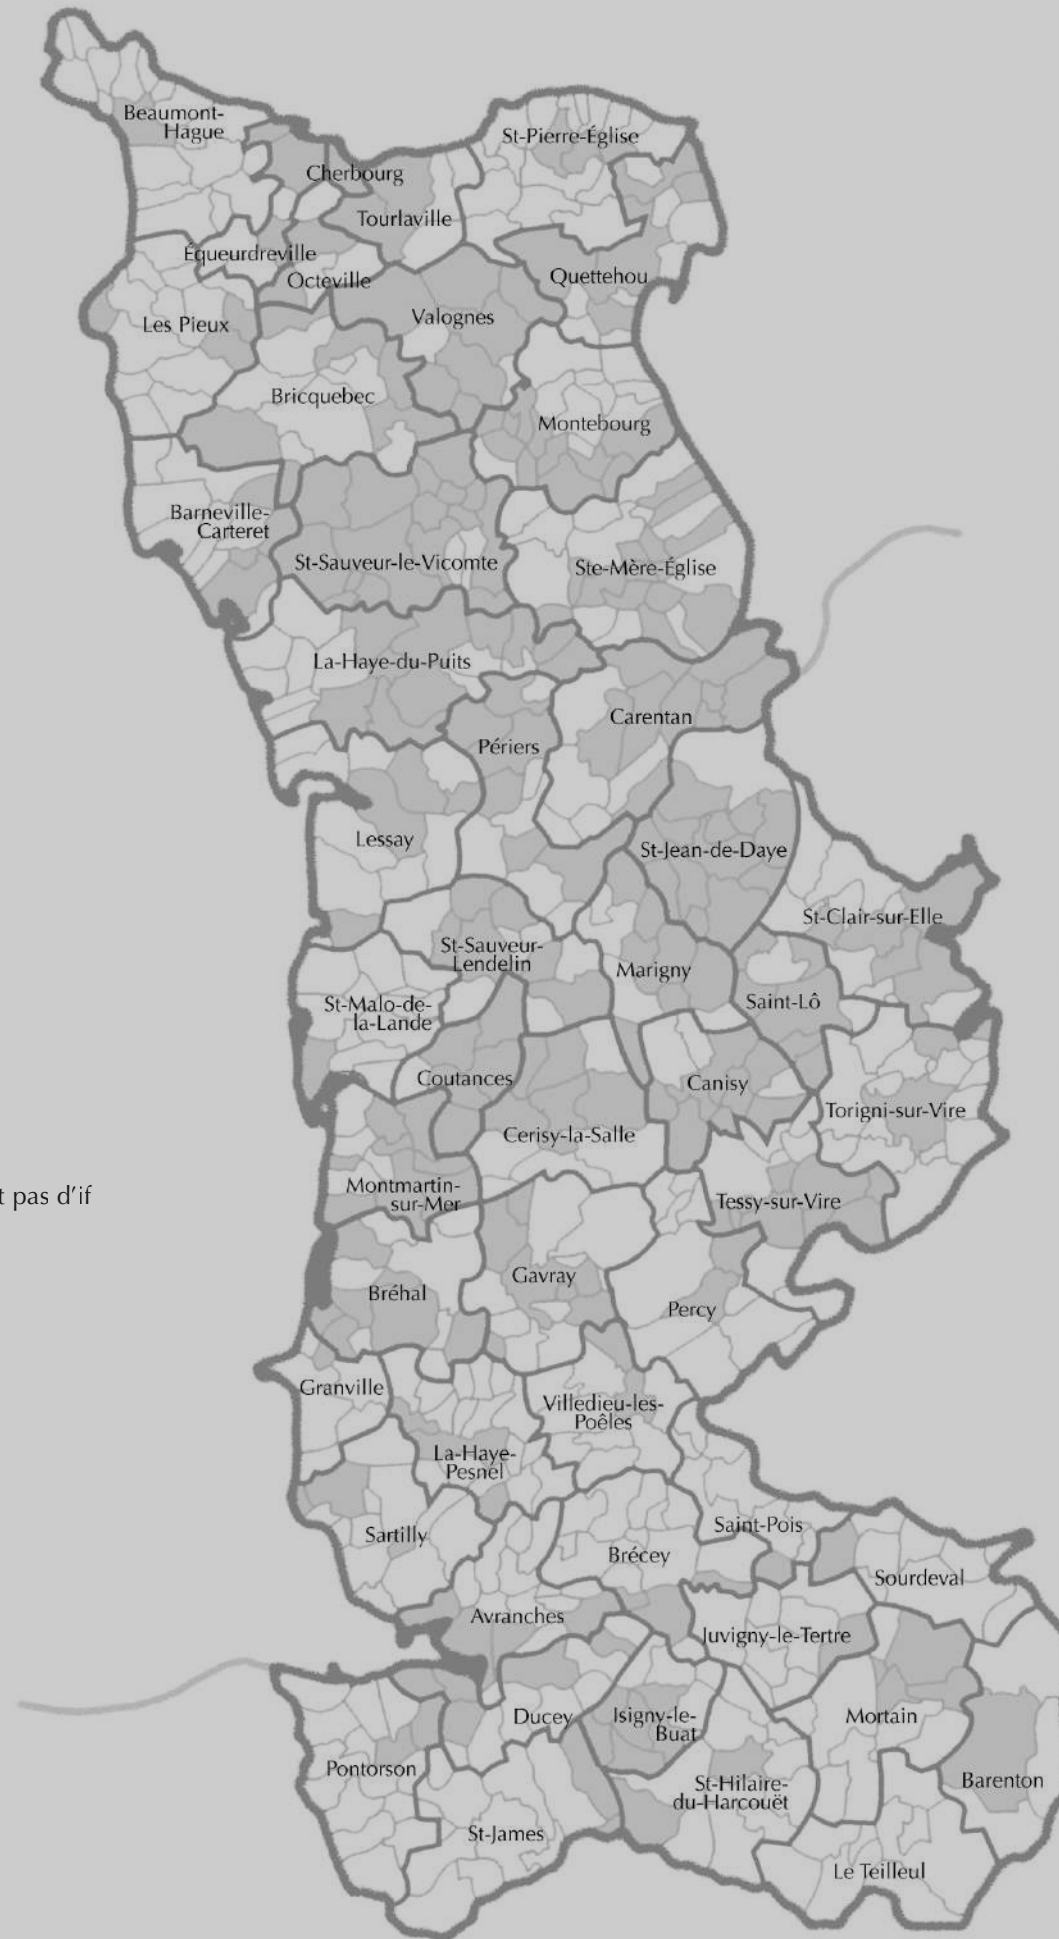 Beaumont-
Hague
St-Pierre-Église
Cherbourg
Tourlaville
Équeurdreville
Octeville
Quettehou
Les Pieux
Valognes
Bricquebec
Montebourg
Barneville-
Carteret
St-Sauveur-le-Vicomte
Ste-Mère-Église
La-Haye-du-Puits
Carentan
Périers
Lessay
St-Jean-de-Daye
St-Clair-sur-Elle
St-Sauveur-
Lendelin
Marigny
Saint-Lô
St-Malo-de-
la-Lande
Coutances
Canisy
Torigni-sur-Vire
Cerisy-la-Salle
t pas d'if
Montmartin-
sur-Mer
Tessy-sur-Vire
Gavray
Bréhal
Percy
Granville
Villedieu-les-
Poêles
La-Haye-
Pesnel
Sartilly
Saint-Pois
Brécey
Sourdeval
Avranches
Juvigny-le-Tertre
Ducey
Isigny-le-
Buat
Mortain
Pontorson
St-Hilaire-
du-Harcouët
Barenton
St-James
Le Teilleul